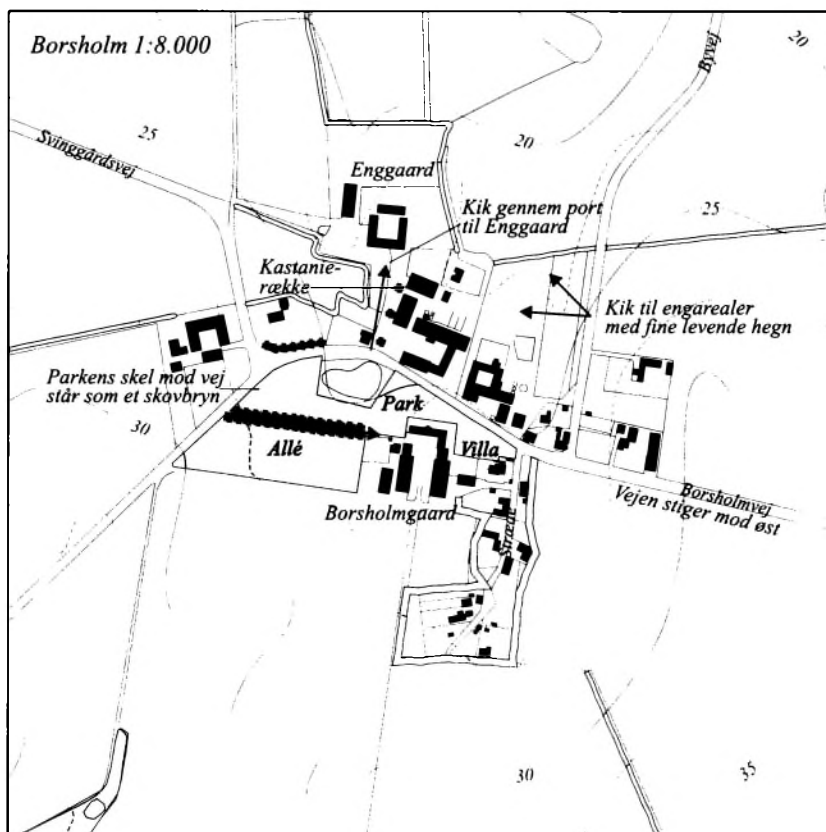 Borsholm 1:8.000
20
Byvej
25
Svinggårdsvej
20
Enggaard
Kik gennem port
til Enggaard
25
Kastanie-
række
Kik til engarealer
med fine levende hegn
Parkens skel mod vej
står som et skovbryn
30
Park
Allé
Villa
Borsholmgaard
Stræde
Borsholmvej
Vejen stiger mod øst
30
35